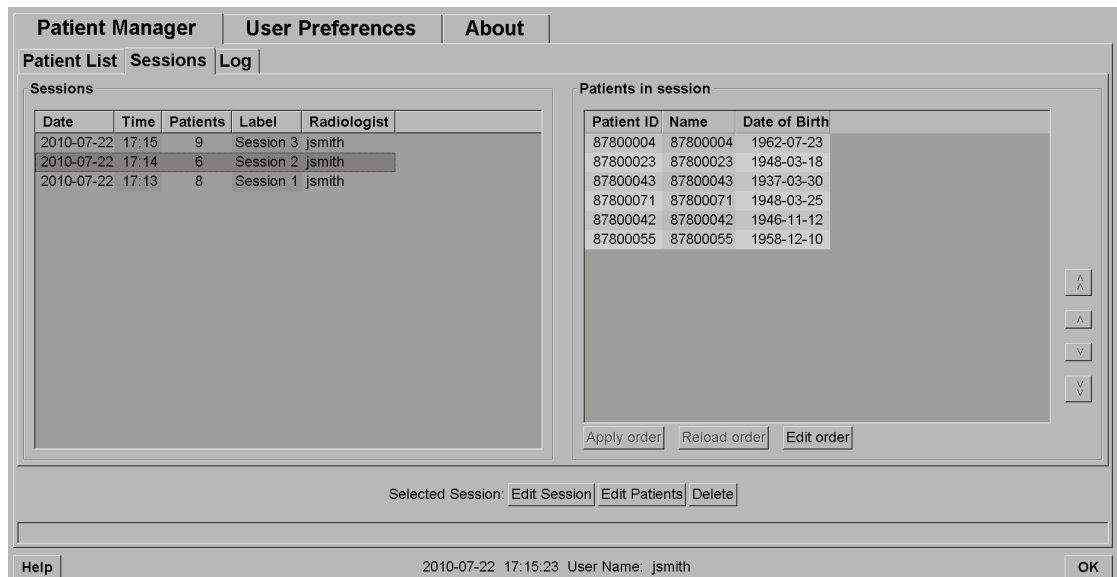 Patient Manager User Preferences About
Patient List Sessions Log
Sessions
Date Time Patients Label Radiologist
2010-07-22 17:15 9 Session 3 jsmith
2010-07-22 17:14 6 Session 2 jsmith
2010-07-22 17:13 8 Session 1 jsmith
Patients in session
Patient ID Name Date of Birth
87800004 87800004 1962-07-23
87800023 87800023 1948-03-18
87800043 87800043 1937-03-30
87800071 87800071 1948-03-25
87800042 87800042 1946-11-12
87800055 87800055 1958-12-10
Apply order Reload order Edit order
Selected Session: Edit Session Edit Patients Delete
Help 2010-07-22 17:15:23 User Name: jsmith OK